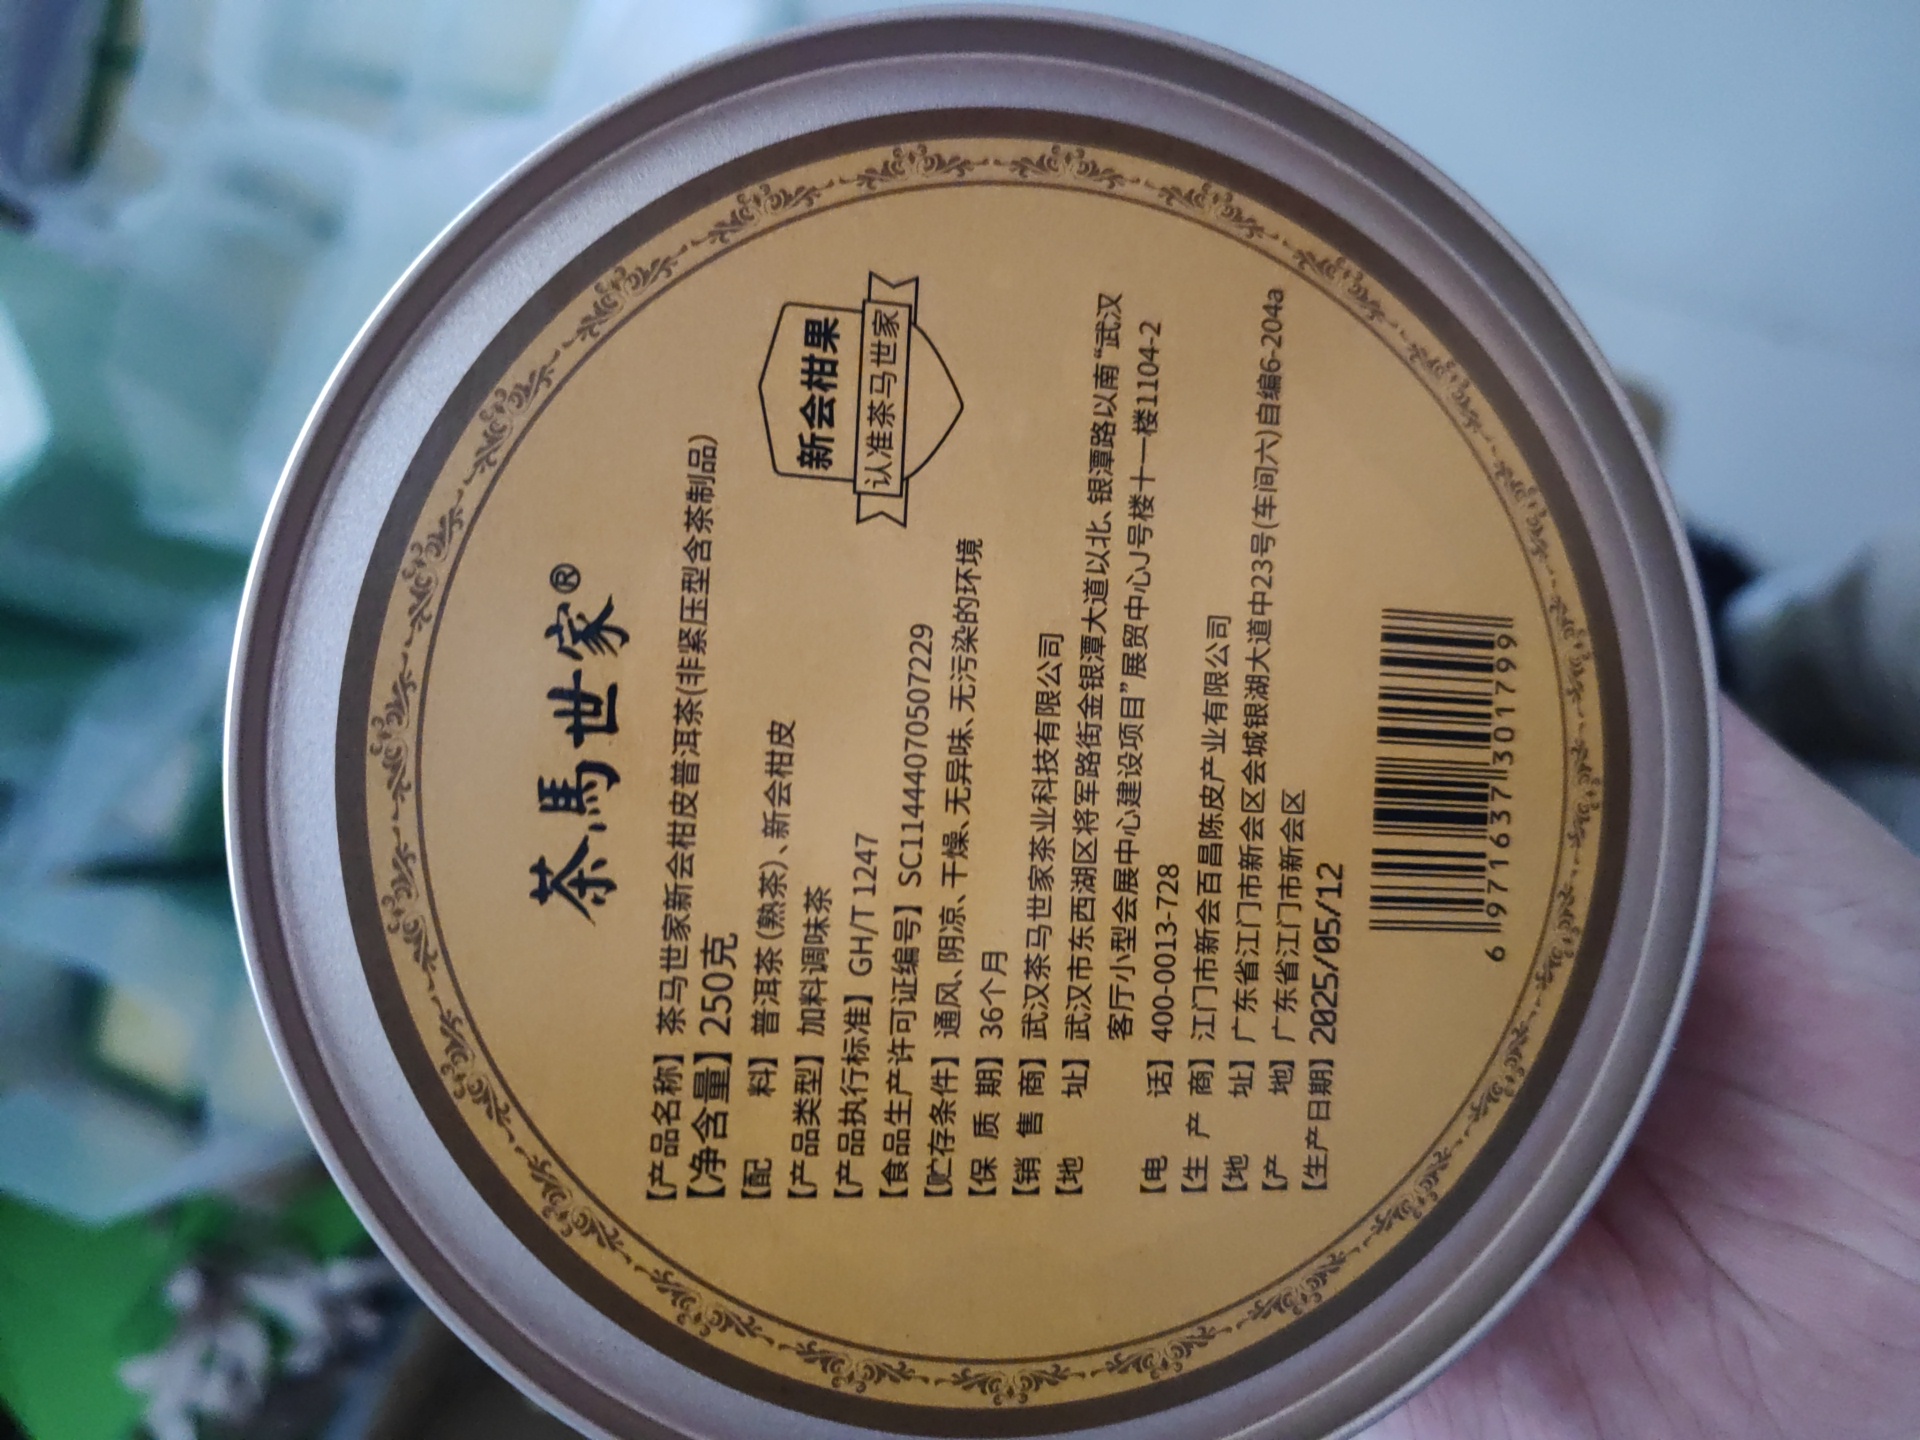 茶馬世家®
【产品名称】茶马世家新会柑皮普洱茶(非紧压型含茶制品)
【净含量】250克
【配料】普洱茶(熟茶)、新会柑皮
【产品类型】加料调味茶
【产品执行标准】GH/T 1247
【食品生产许可证编号】SC11444070507229
【贮存条件】通风、阴凉、干燥、无异味、无污染的环境
【保质期】36个月
【销售商】武汉茶马世家茶业科技有限公司
【地址】武汉市东西湖区将军路街金银潭大道以北、银潭路以南“武汉
客厅小型会展中心建设项目”展贸中心J号楼十一楼1104-2
【电话】400-0013-728
【生产商】江门市新会百昌陈皮产业有限公司
【地址】广东省江门市新会区会城银湖大道中23号(车间六)自编6-204a
【产地】广东省江门市新会区
【生产日期】2025/05/12
新会柑果
认准茶马世家
6 971637 301799